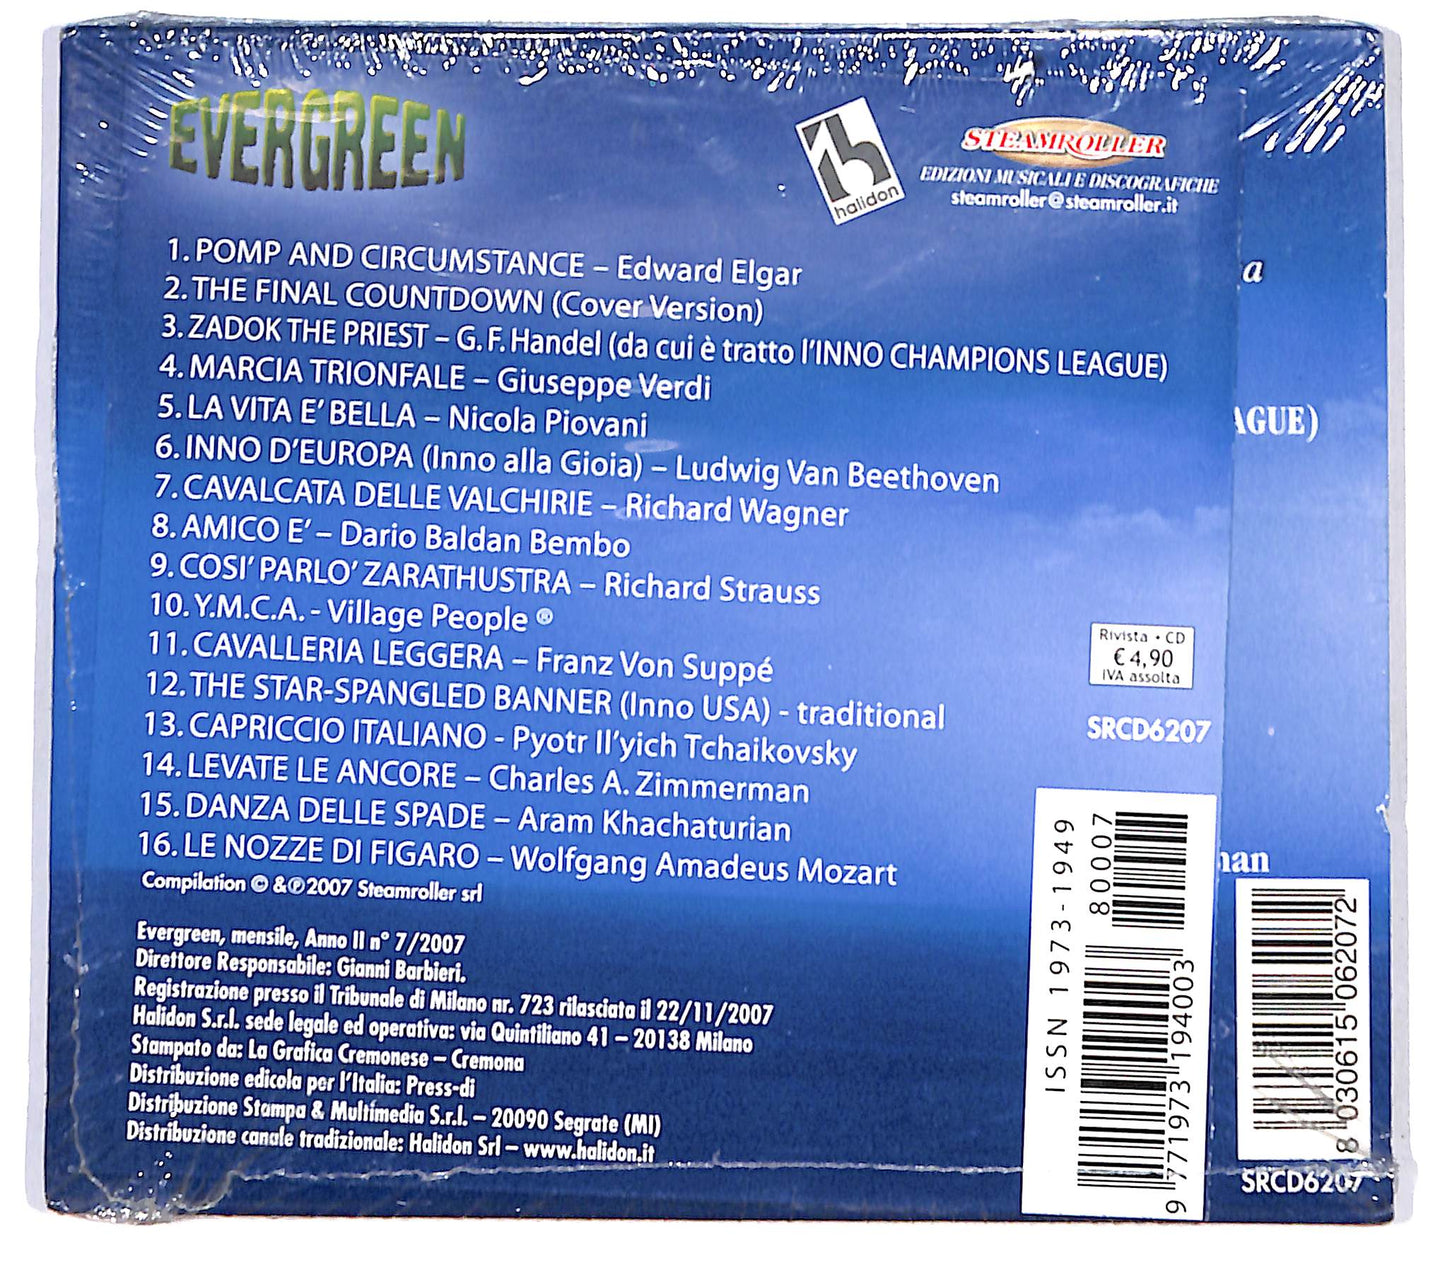 EVERGREEN
halidon
STEAMROLLER
EDIZIONI MUSICALI E DISCOGRAFICHE
steamroller@steamroller.it
1. POMP AND CIRCUMSTANCE – Edward Elgar
2. THE FINAL COUNTDOWN (Cover Version)
3. ZADOK THE PRIEST – G. F. Handel (da cui è tratto l'INNO CHAMPIONS LEAGUE)
4. MARCIA TRIONFALE – Giuseppe Verdi
5. LA VITA E' BELLA – Nicola Piovani
6. INNO D'EUROPA (Inno alla Gioia) – Ludwig Van Beethoven
7. CAVALCATA DELLE VALCHIRIE – Richard Wagner
8. AMICO E' – Dario Baldan Bembo
9. COSI' PARLO' ZARATHUSTRA – Richard Strauss
10. Y.M.C.A. - Village People ®
11. CAVALLERIA LEGGERA – Franz Von Suppé
12. THE STAR-SPANGLED BANNER (Inno USA) - traditional
13. CAPRICCIO ITALIANO - Pyotr Il'yich Tchaikovsky
14. LEVATE LE ANCORE – Charles A. Zimmerman
15. DANZA DELLE SPADE – Aram Khachaturian
16. LE NOZZE DI FIGARO – Wolfgang Amadeus Mozart
Compilation © & ℗ 2007 Steamroller srl
Evergreen, mensile, Anno II n° 7/2007
Direttore Responsabile: Gianni Barbieri.
Registrazione presso il Tribunale di Milano nr. 723 rilasciata il 22/11/2007
Halidon S.r.l. sede legale ed operativa: via Quintiliano 41 – 20138 Milano
Stampato da: La Grafica Cremonese – Cremona
Distribuzione edicola per l'Italia: Press-di
Distribuzione Stampa & Multimedia S.r.l. – 20090 Segrate (MI)
Distribuzione canale tradizionale: Halidon Srl – www.halidon.it
Rivista • CD
€ 4,90
IVA assolta
SRCD6207
ISSN 1973-1949
80007
9 771973 194003
a
AGUE)
man
8 030615 062072
SRCD6207